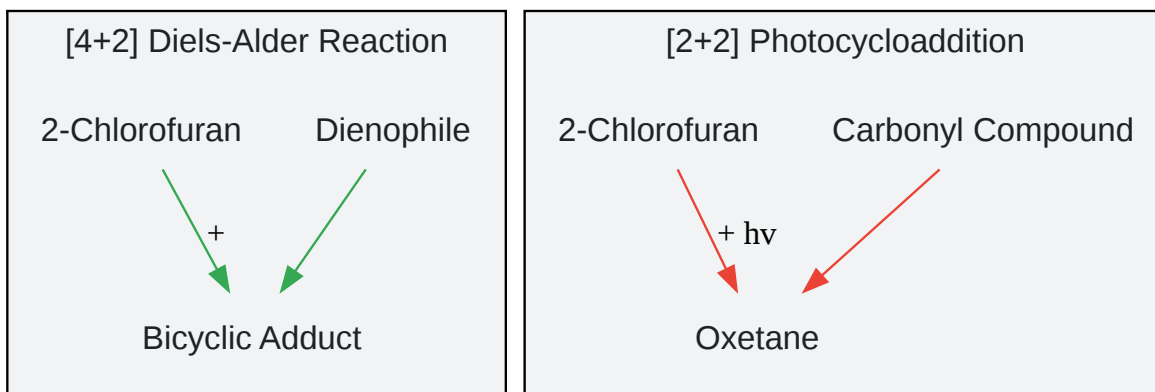 [4+2] Diels-Alder Reaction
2-Chlorofuran
Dienophile
+
Bicyclic Adduct
[2+2] Photocycloaddition
2-Chlorofuran
Carbonyl Compound
+ hv
Oxetane